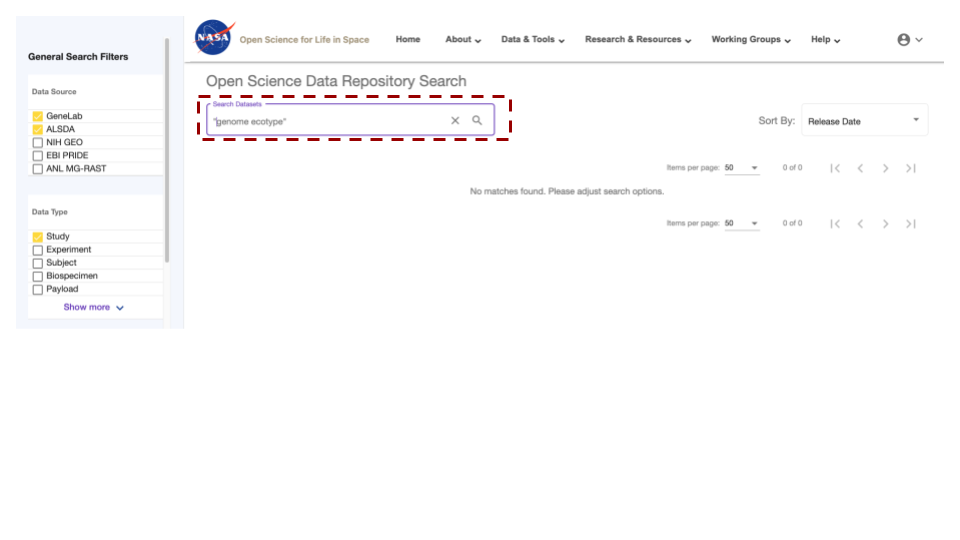 General Search Filters
Data Source
GeneLab
ALSDA
NIH GEO
EBI PRIDE
ANL MG-RAST
Data Type
Study
Experiment
Subject
Biospecimen
Payload
Show more
NASA
Open Science for Life in Space Home About Data & Tools Research & Resources Working Groups Help
Open Science Data Repository Search
Search Datasets
"genome ecotype"
Sort By: Release Date
Items per page: 50 0 of 0
No matches found. Please adjust search options.
Items per page: 50 0 of 0